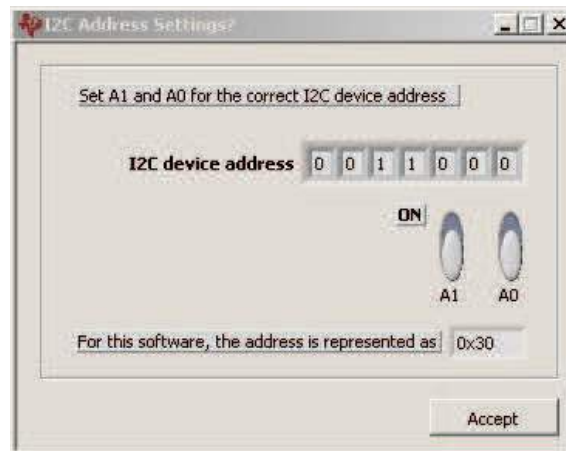 I2C Address Settings?
Set A1 and A0 for the correct I2C device address
I2C device address 0 0 1 1 0 0 0
ON
A1 A0
For this software, the address is represented as 0x30
Accept